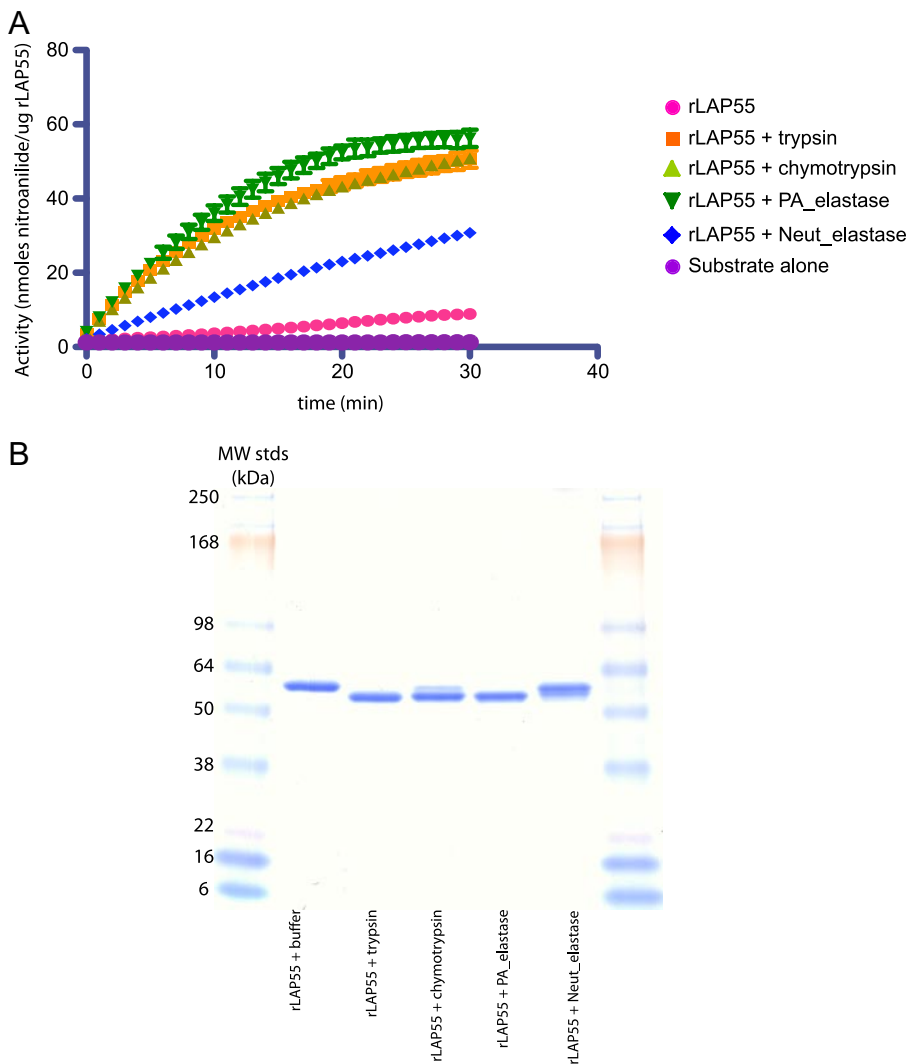 A
Activity (nmoles nitroanilide/ug rLAP55)
80
60
40
20
0
0
10
20
30
40
time (min)
rLAP55
rLAP55 + trypsin
rLAP55 + chymotrypsin
rLAP55 + PA_elastase
rLAP55 + Neut_elastase
Substrate alone
B
MW stds
(kDa)
250
168
98
64
50
38
22
16
6
rLAP55 + buffer
rLAP55 + trypsin
rLAP55 + chymotrypsin
rLAP55 + PA_elastase
rLAP55 + Neut_elastase